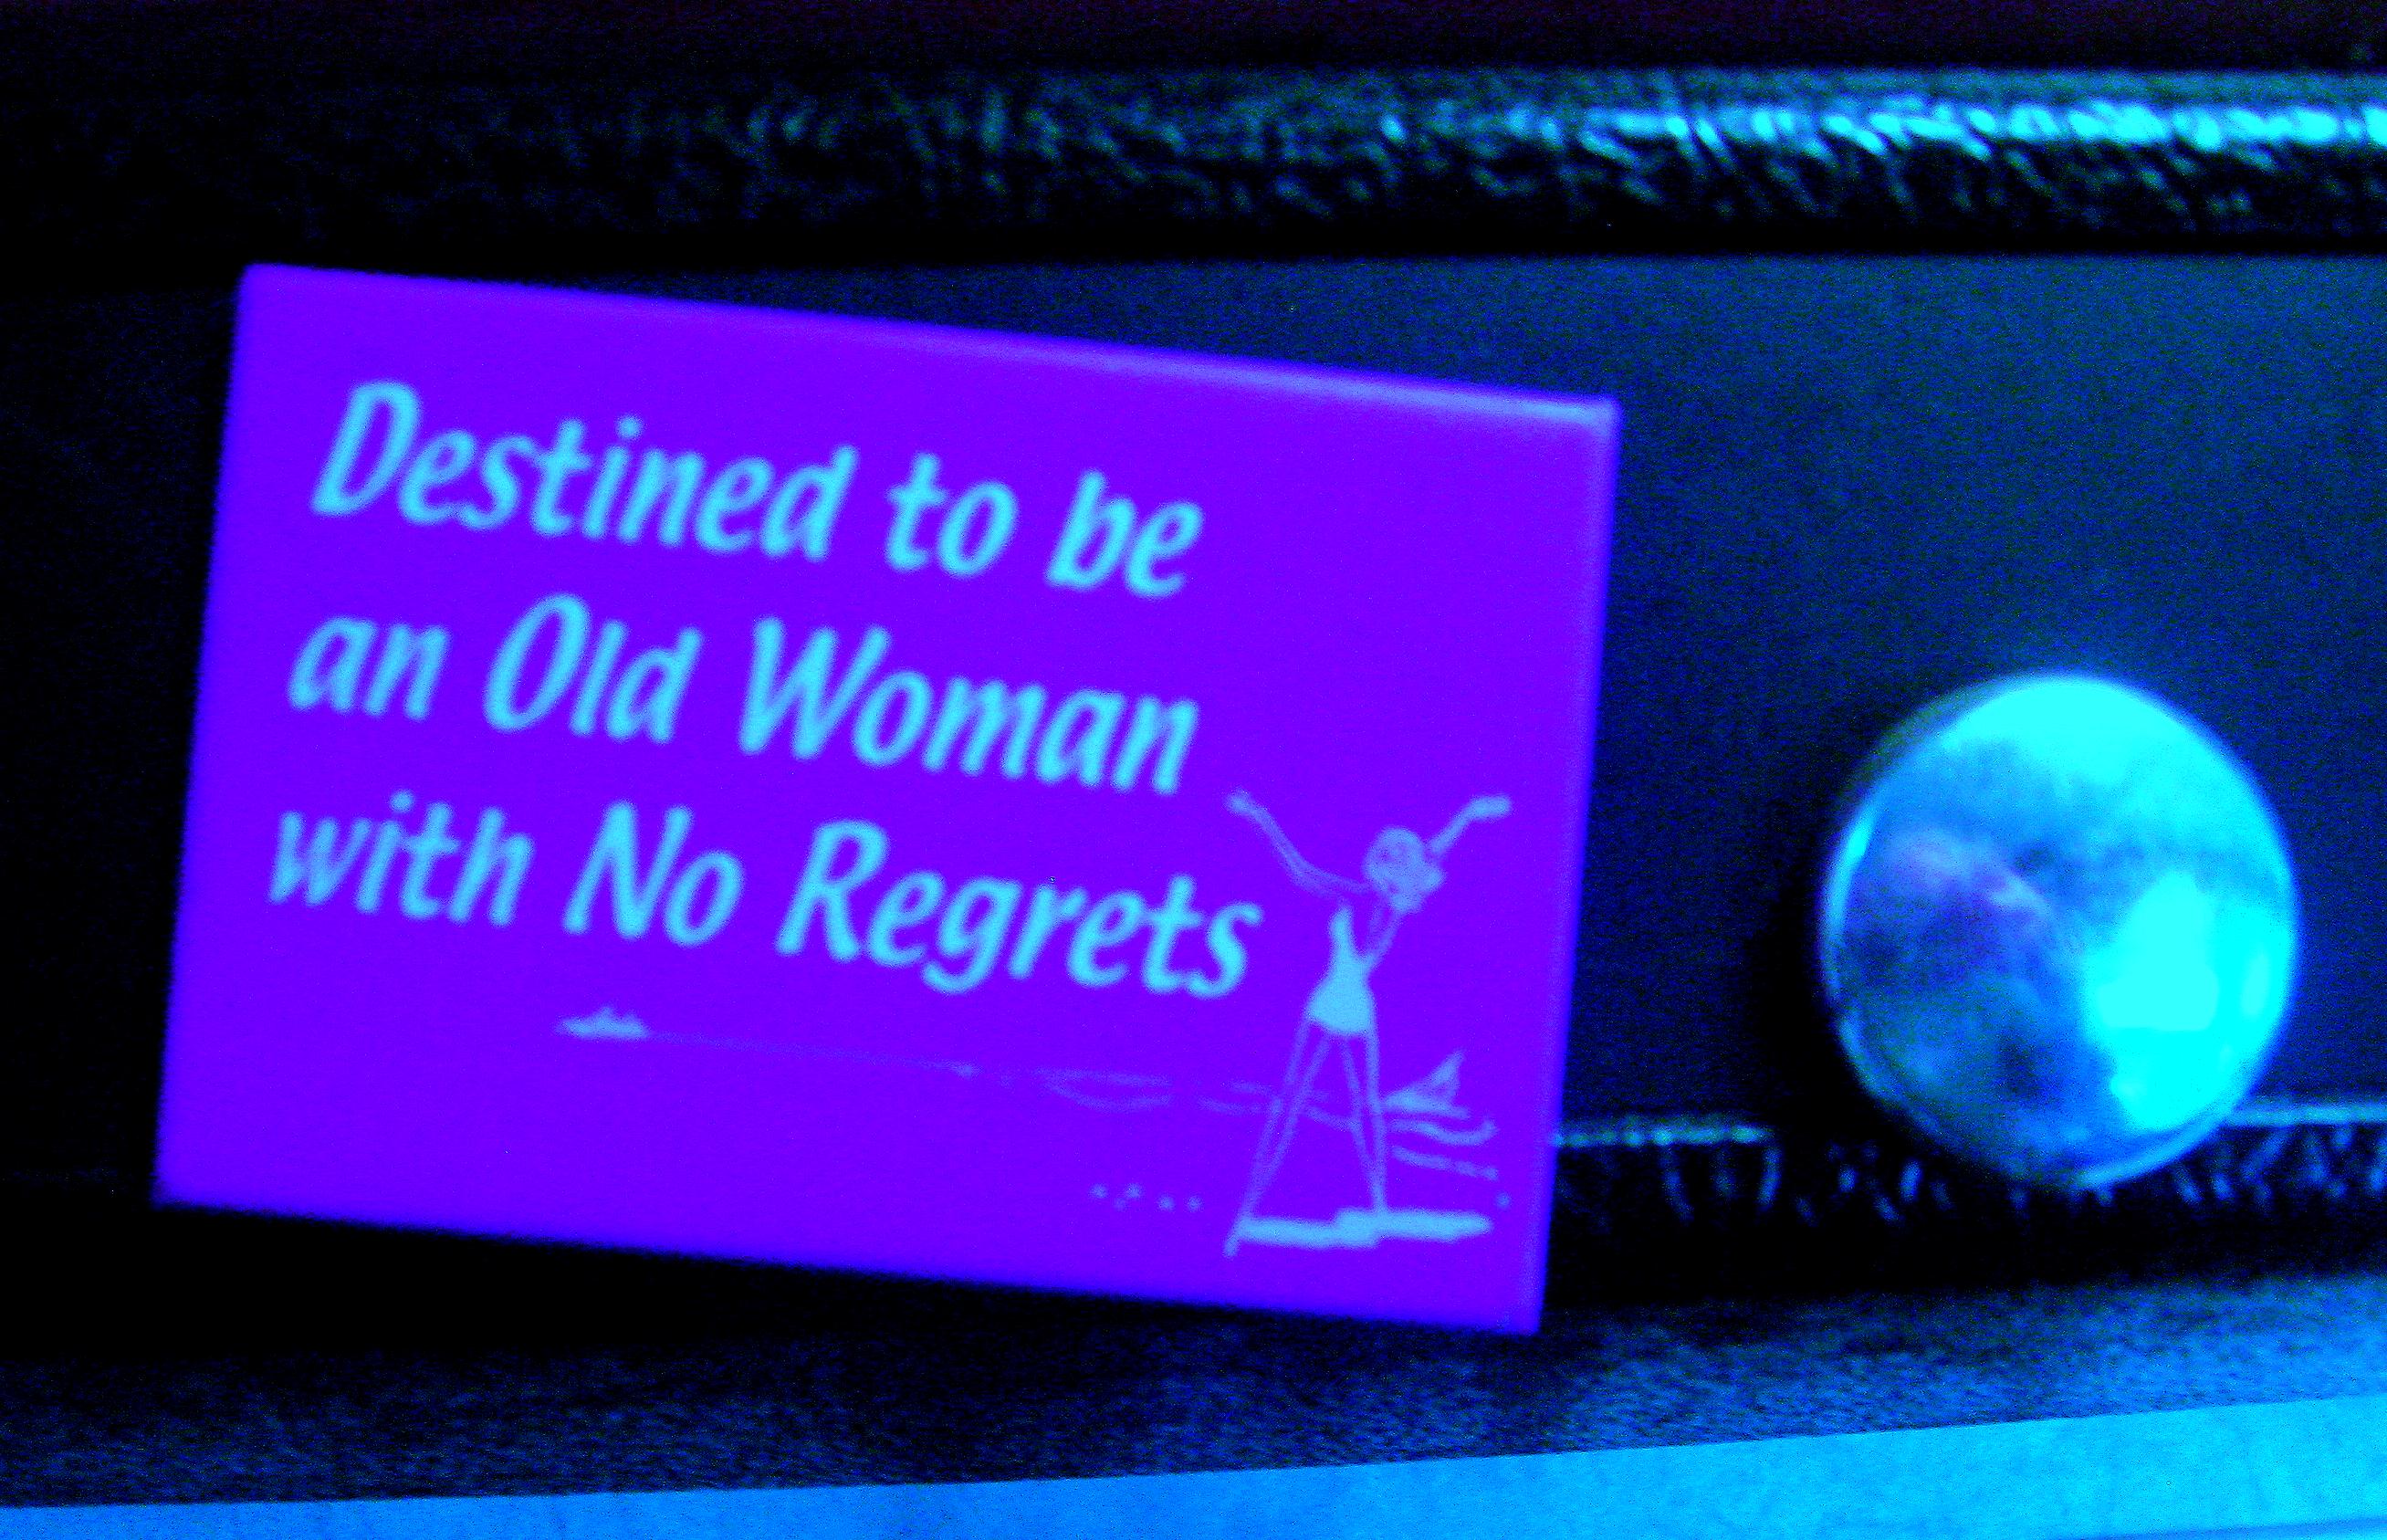 Destined to be
an Old Woman
with No Regrets